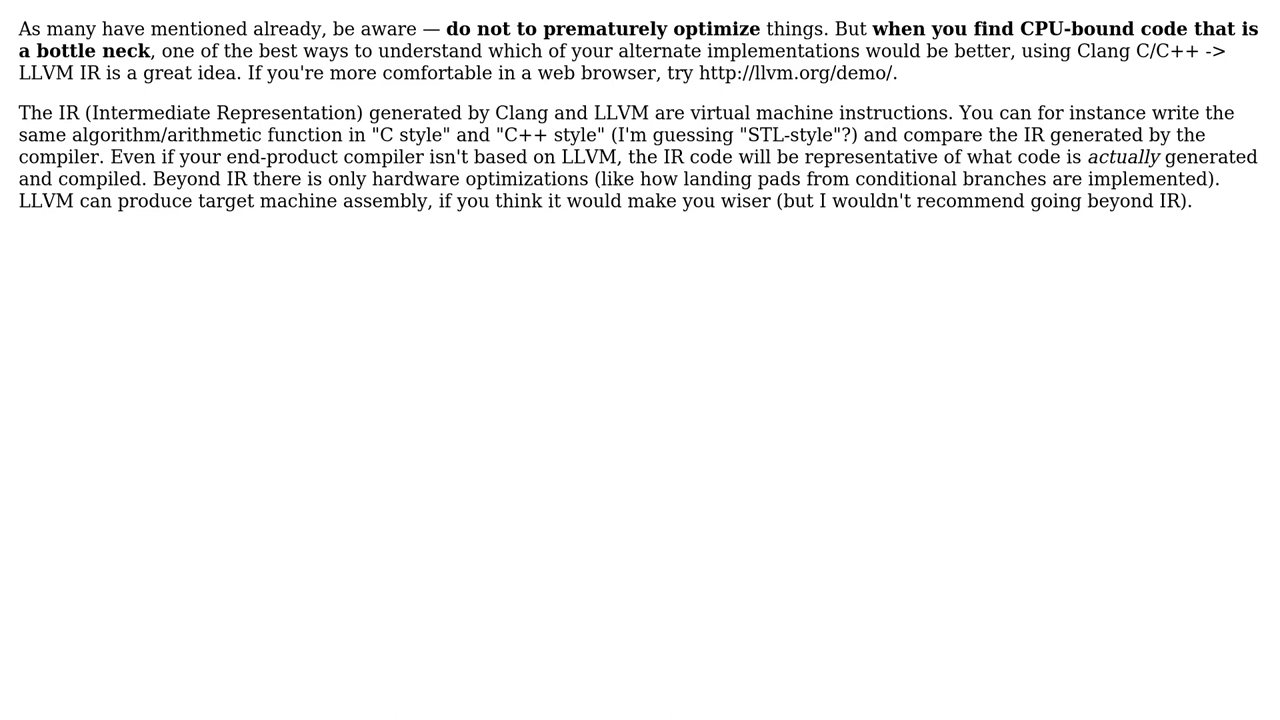 As many have mentioned already, be aware — do not to prematurely optimize things. But when you find CPU-bound code that is
a bottle neck, one of the best ways to understand which of your alternate implementations would be better, using Clang C/C++ ->
LLVM IR is a great idea. If you're more comfortable in a web browser, try http://llvm.org/demo/.
The IR (Intermediate Representation) generated by Clang and LLVM are virtual machine instructions. You can for instance write the
same algorithm/arithmetic function in "C style" and "C++ style" (I'm guessing "STL-style"?) and compare the IR generated by the
compiler. Even if your end-product compiler isn't based on LLVM, the IR code will be representative of what code is actually generated
and compiled. Beyond IR there is only hardware optimizations (like how landing pads from conditional branches are implemented).
LLVM can produce target machine assembly, if you think it would make you wiser (but I wouldn't recommend going beyond IR).